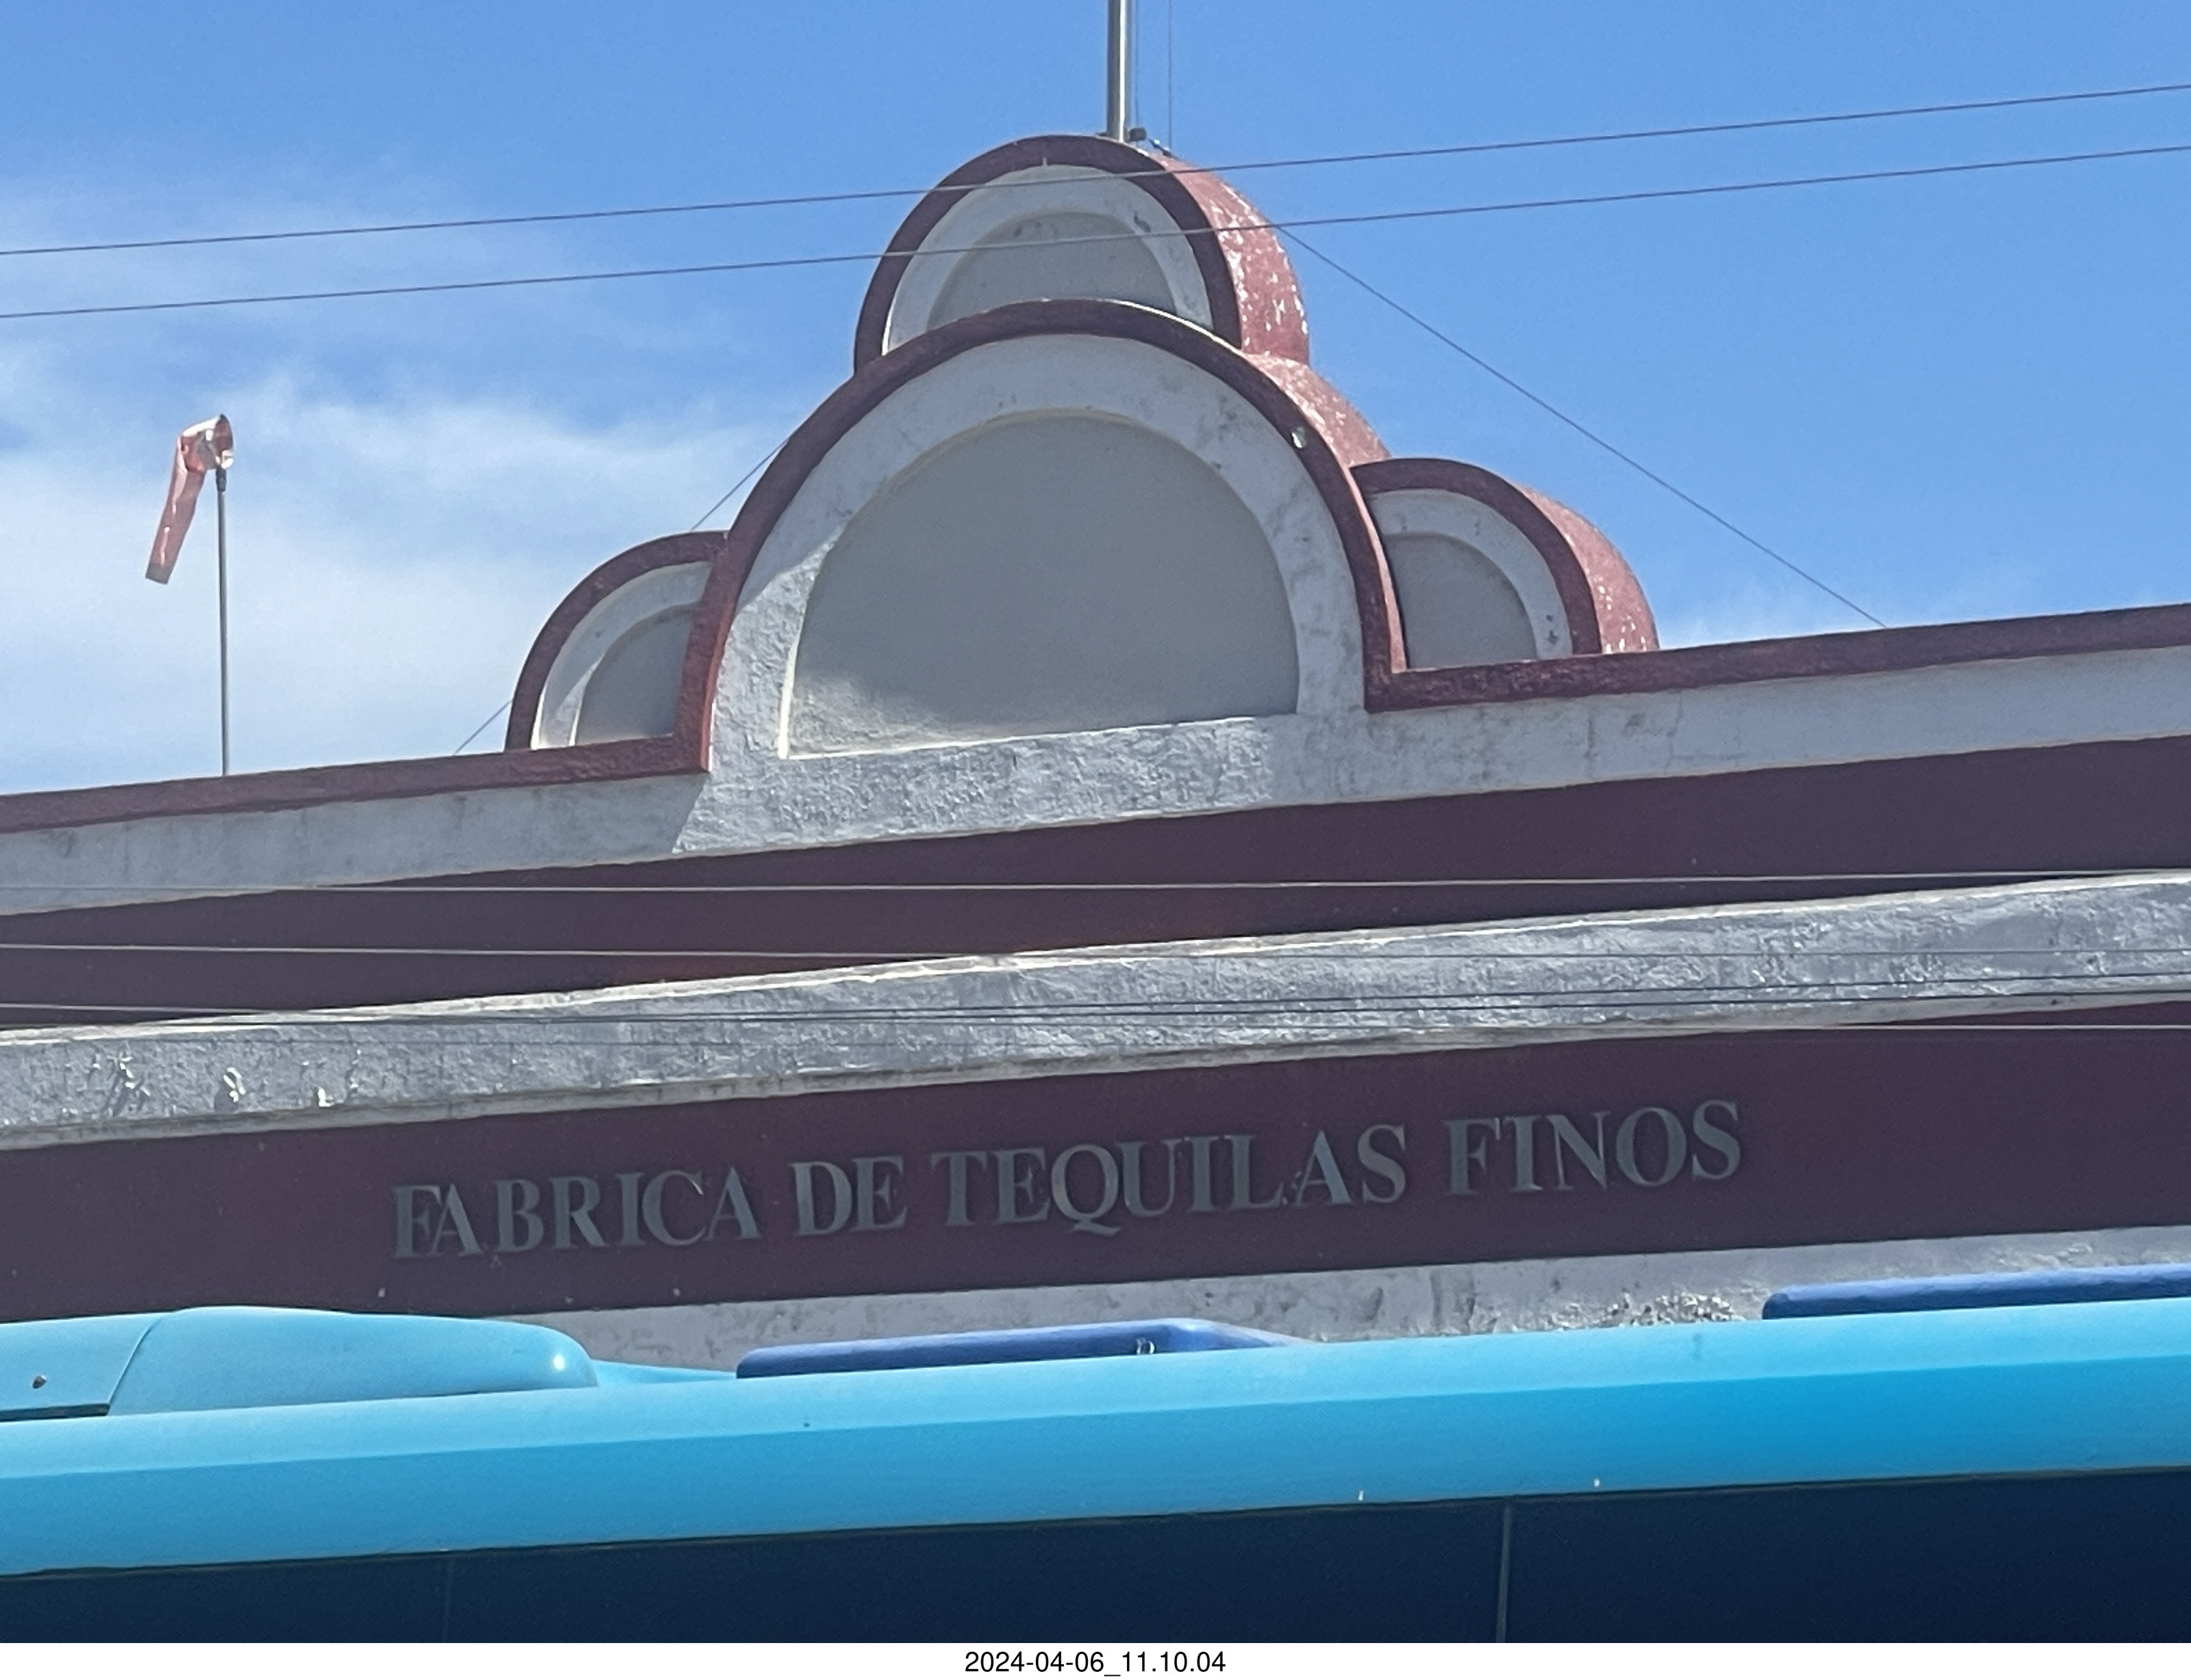 FABRICA DE TEQUILAS FINOS
2024-04-06_11.10.04